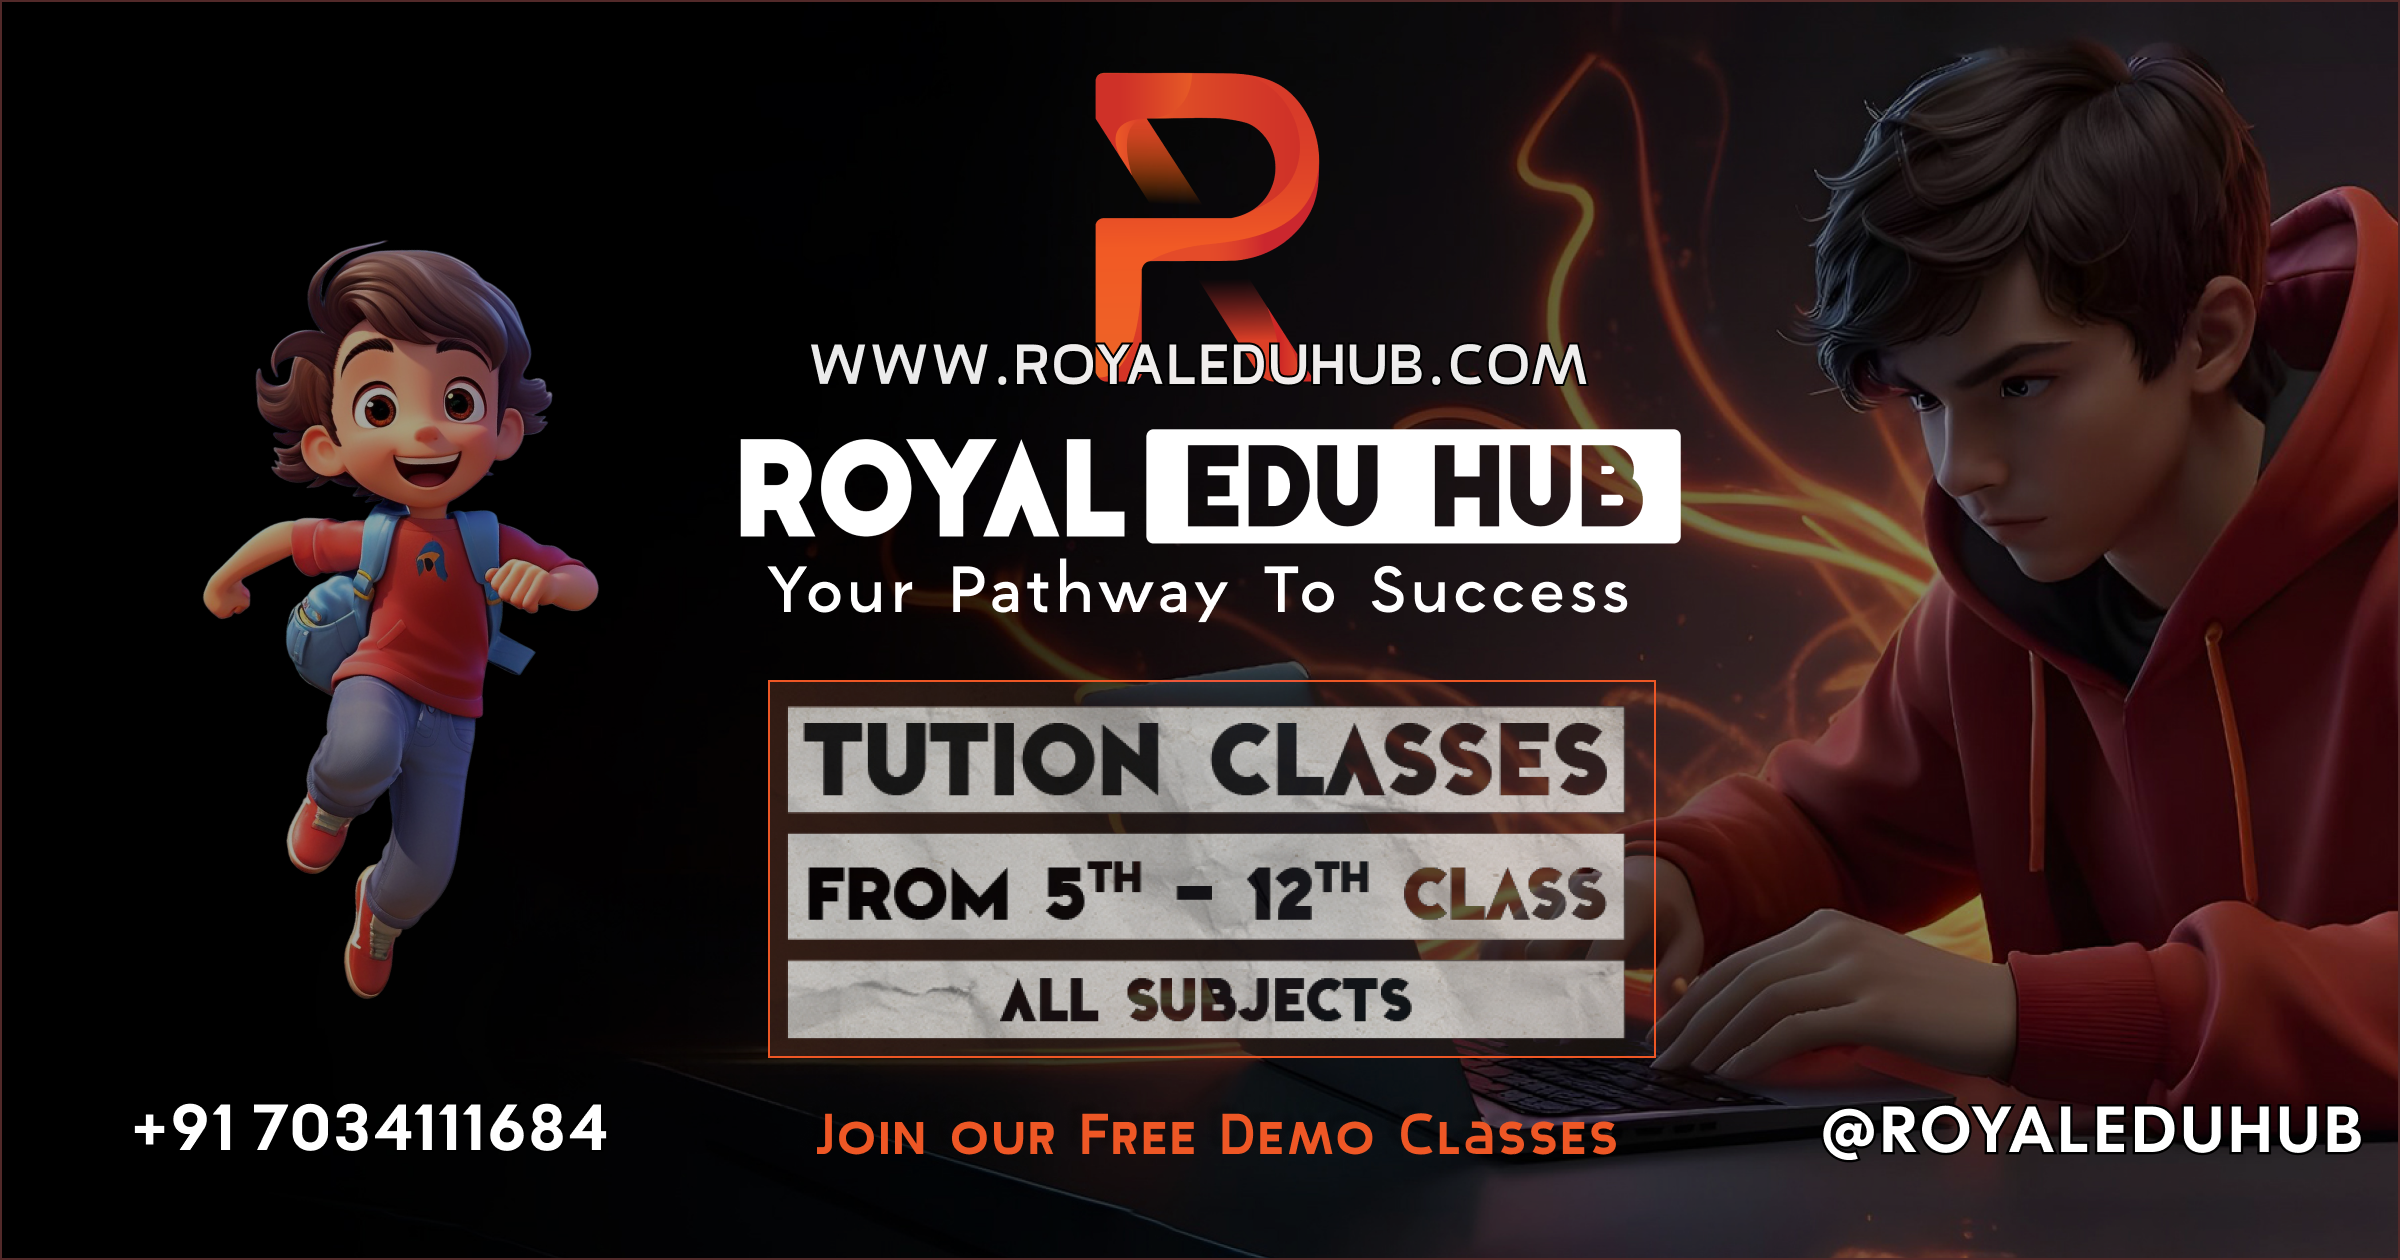 R
WWW.ROYALEDUHUB.COM
ROYAL EDU HUB
Your Pathway To Success
TUTION CLASSES
FROM 5TH - 12TH CLASS
ALL SUBJECTS
+91 7034111684
Join our Free Demo Classes
@ROYALEDUHUB